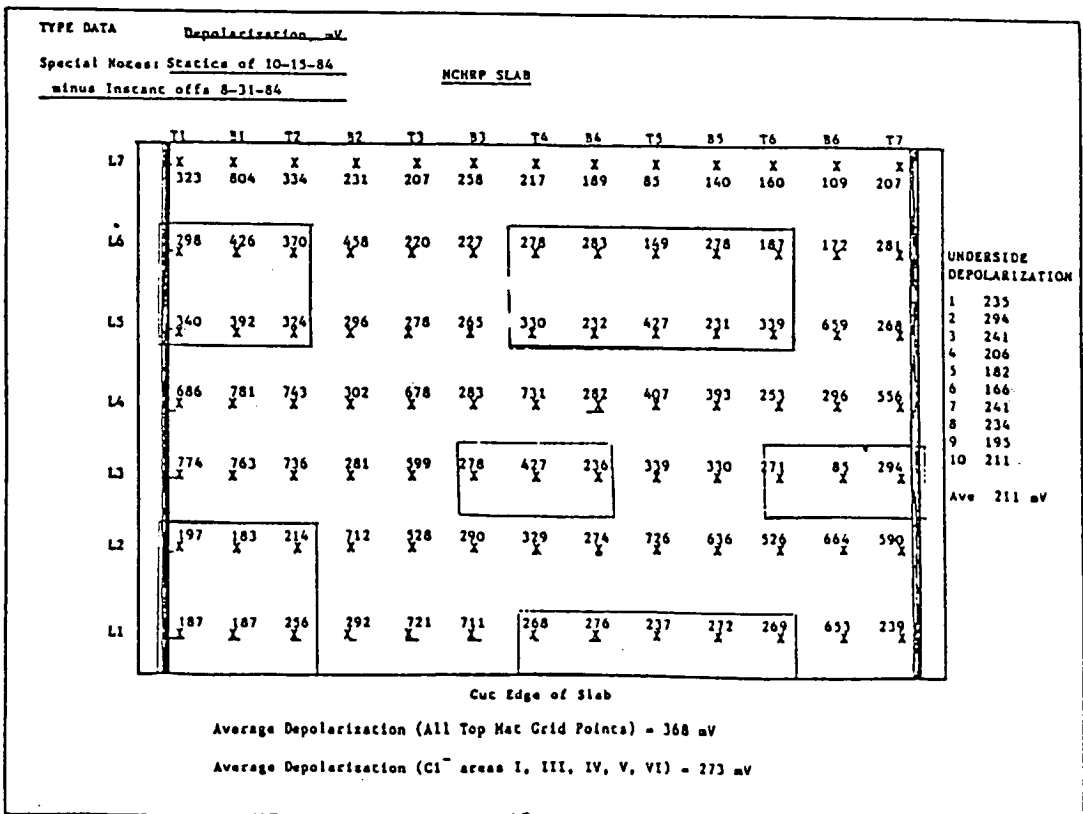 TYPE DATA Depolarization, mV
Special Notes: Statics of 10-15-84
minus Instant offs 8-31-84
NCHRP SLAB
T1 B1 T2 B2 T3 B3 T4 B4 T5 B5 T6 B6 T7
L7 X X X X X X X X X X X X X
323 804 334 231 207 258 217 189 85 140 160 109 207
L6 298 426 370 458 220 227 278 283 149 278 187 172 281
X X X X X X X X X X X X X
L5 340 392 324 296 278 265 330 232 427 231 339 659 268
X X X X X X X X X X X X X
L4 686 781 743 302 678 283 731 282 407 393 253 296 556
X X X X X X X X X X X X X
L3 774 763 736 281 599 278 427 236 339 330 271 85 294
X X X X X X X X X X X X X
L2 197 183 214 712 528 290 329 274 726 636 526 664 590
X X X X X X X X X X X X X
L1 187 187 256 292 721 711 268 276 237 272 269 653 239
X X X X X X X X X X X X X
UNDERSIDE
DEPOLARIZATION
1 235
2 294
3 241
4 206
5 182
6 166
7 241
8 234
9 195
10 211
Ave 211 mV
Cut Edge of Slab
Average Depolarization (All Top Mat Grid Points) = 368 mV
Average Depolarization (Cl⁻ areas I, III, IV, V, VI) = 273 mV